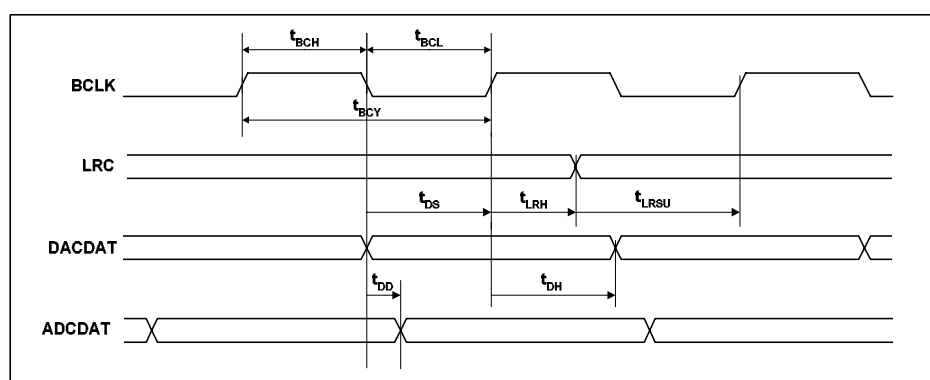 tBCH tBCL
BCLK
tBCY
LRC
tDS tLRH tLRSU
DACDAT
tDD tDH
ADCDAT